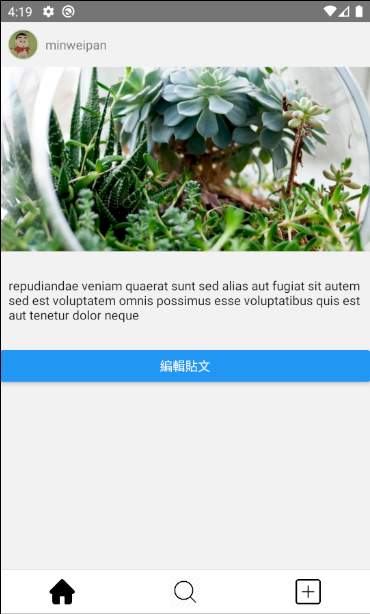 4:19
minweipan
repudiandae veniam quaerat sunt sed alias aut fugiat sit autem
sed est voluptatem omnis possimus esse voluptatibus quis est
aut tenetur dolor neque
編輯貼文